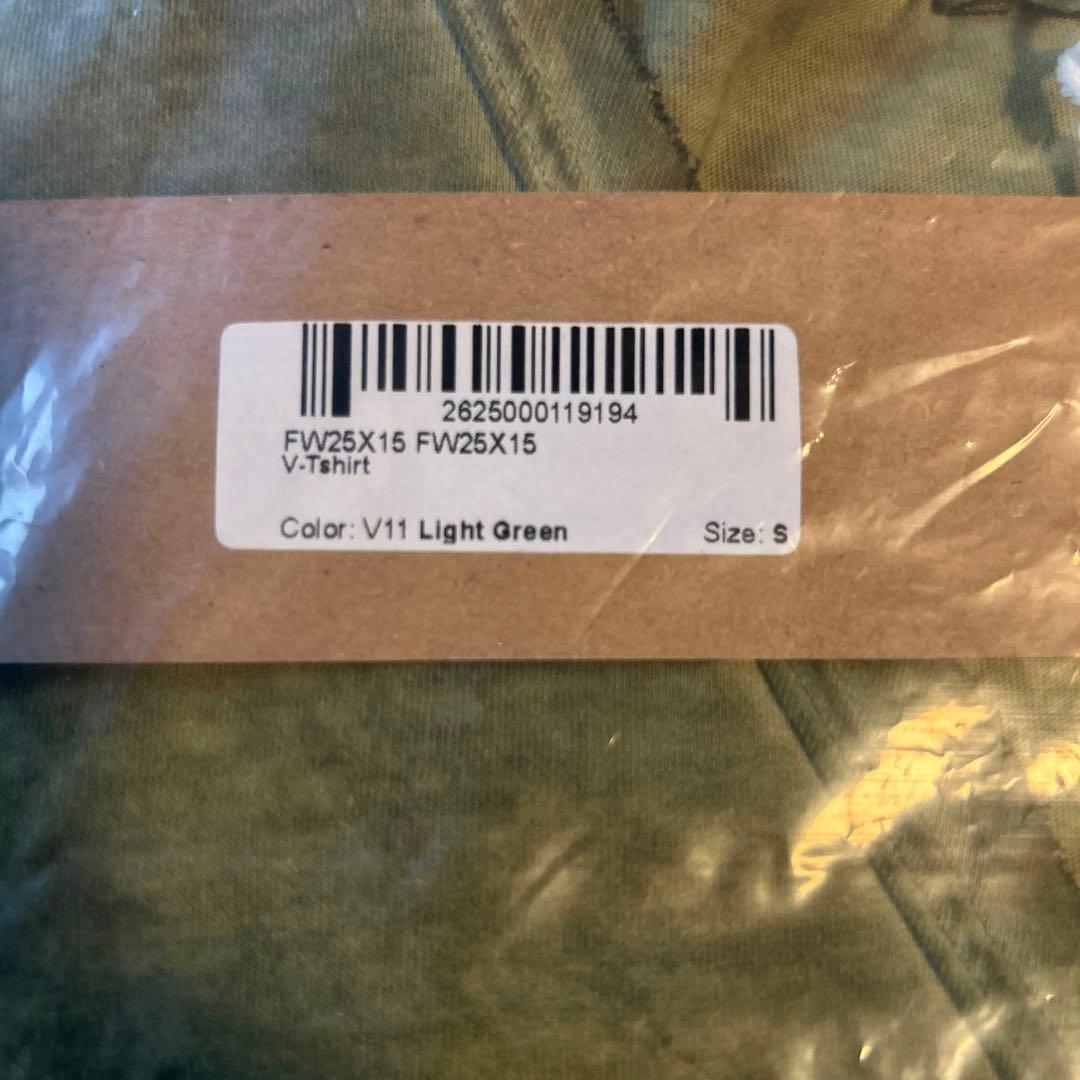 2625000119194
FW25X15 FW25X15
V-Tshirt
Color: V11 Light Green Size: S